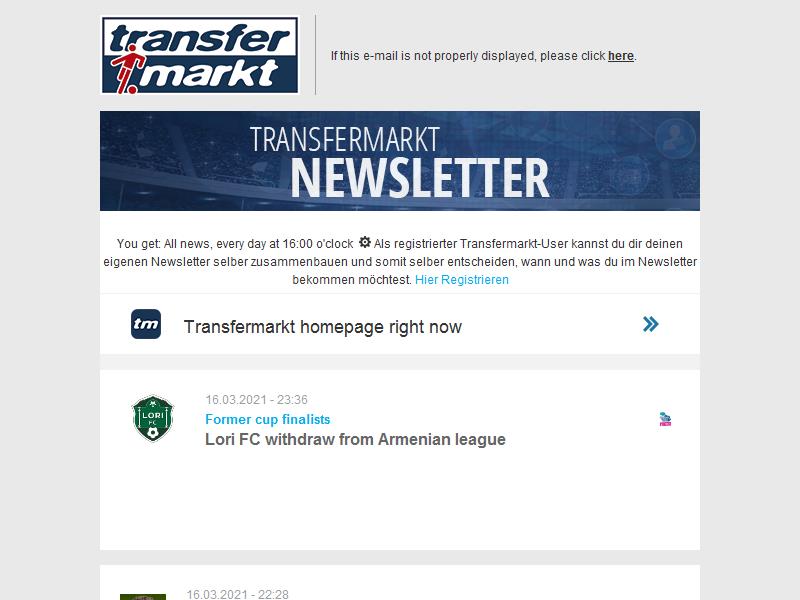 transfer
markt
If this e-mail is not properly displayed, please click here.
TRANSFERMARKT
NEWSLETTER
You get: All news, every day at 16:00 o'clock Als registrierter Transfermarkt-User kannst du dir deinen
eigenen Newsletter selber zusammenbauen und somit selber entscheiden, wann und was du im Newsletter
bekommen möchtest. Hier Registrieren
tm Transfermarkt homepage right now
LORI
FC
16.03.2021 - 23:36
Former cup finalists
Lori FC withdraw from Armenian league
16.03.2021 - 22:28